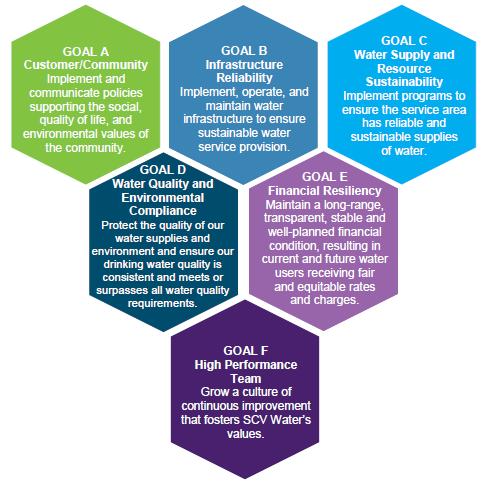 GOAL A
Customer/Community
Implement and
communicate policies
supporting the social,
quality of life, and
environmental values of
the community.
GOAL B
Infrastructure
Reliability
Implement, operate, and
maintain water
infrastructure to ensure
sustainable water
service provision.
GOAL C
Water Supply and
Resource
Sustainability
Implement programs to
ensure the service area
has reliable and
sustainable supplies
of water.
GOAL D
Water Quality and
Environmental
Compliance
Protect the quality of our
water supplies and
environment and ensure our
drinking water quality is
consistent and meets or
surpasses all water quality
requirements.
GOAL E
Financial Resiliency
Maintain a long-range,
transparent, stable and
well-planned financial
condition, resulting in
current and future water
users receiving fair
and equitable rates
and charges.
GOAL F
High Performance
Team
Grow a culture of
continuous improvement
that fosters SCV Water's
values.